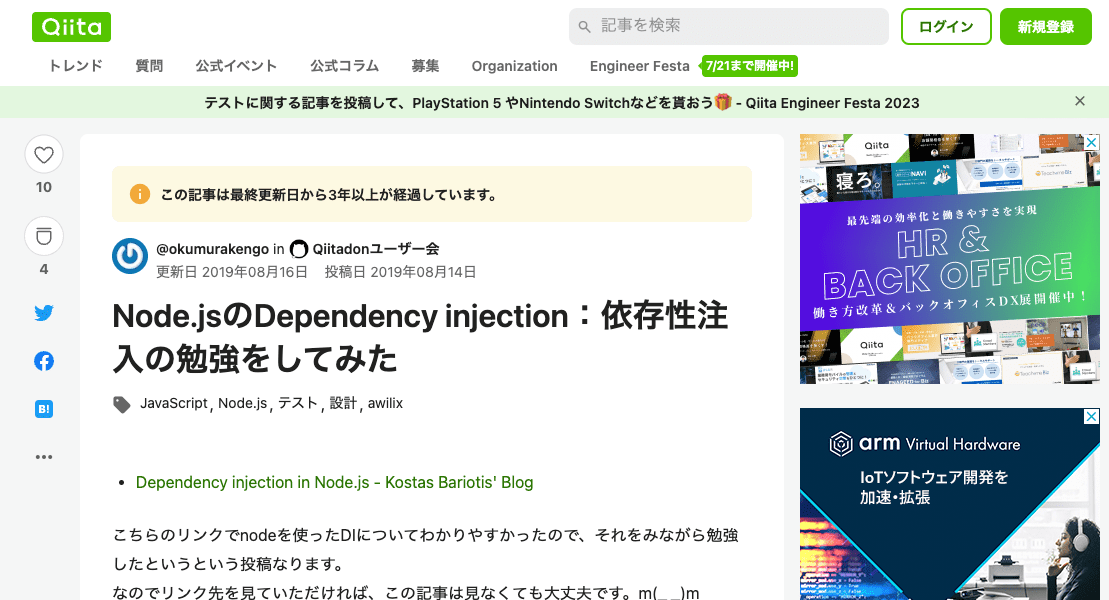 Qiita
記事を検索
ログイン
新規登録
トレンド 質問 公式イベント 公式コラム 募集 Organization Engineer Festa 7/21まで開催中!
テストに関する記事を投稿して、PlayStation 5 やNintendo Switchなどを貰おう🎁 - Qiita Engineer Festa 2023
10
4
B!
この記事は最終更新日から3年以上が経過しています。
@okumurakengo in Qiitadonユーザー会
更新日 2019年08月16日 投稿日 2019年08月14日
Node.jsのDependency injection：依存性注
入の勉強をしてみた
JavaScript, Node.js, テスト, 設計, awilix
Dependency injection in Node.js - Kostas Bariotis' Blog
こちらのリンクでnodeを使ったDIについてわかりやすかったので、それをみながら勉強
したというという投稿なります。
なのでリンク先を見ていただければ、この記事は見なくても大丈夫です。m(_ _)m
Qiita
寝ろ。
NAVI
最先端の効率化と働きやすさを実現
HR &
BACK OFFICE
働き方改革&バックオフィスDX展開催中！
Qiita
arm Virtual Hardware
IoTソフトウェア開発を
加速・拡張